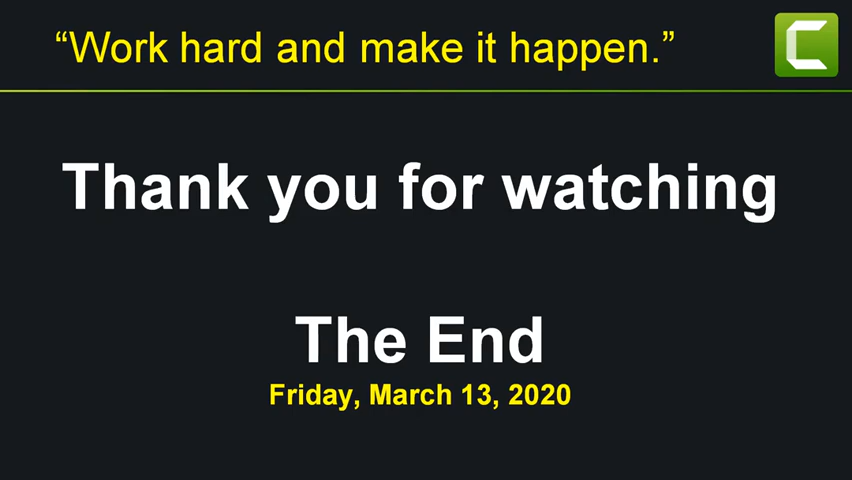 “Work hard and make it happen.”
Thank you for watching
The End
Friday, March 13, 2020